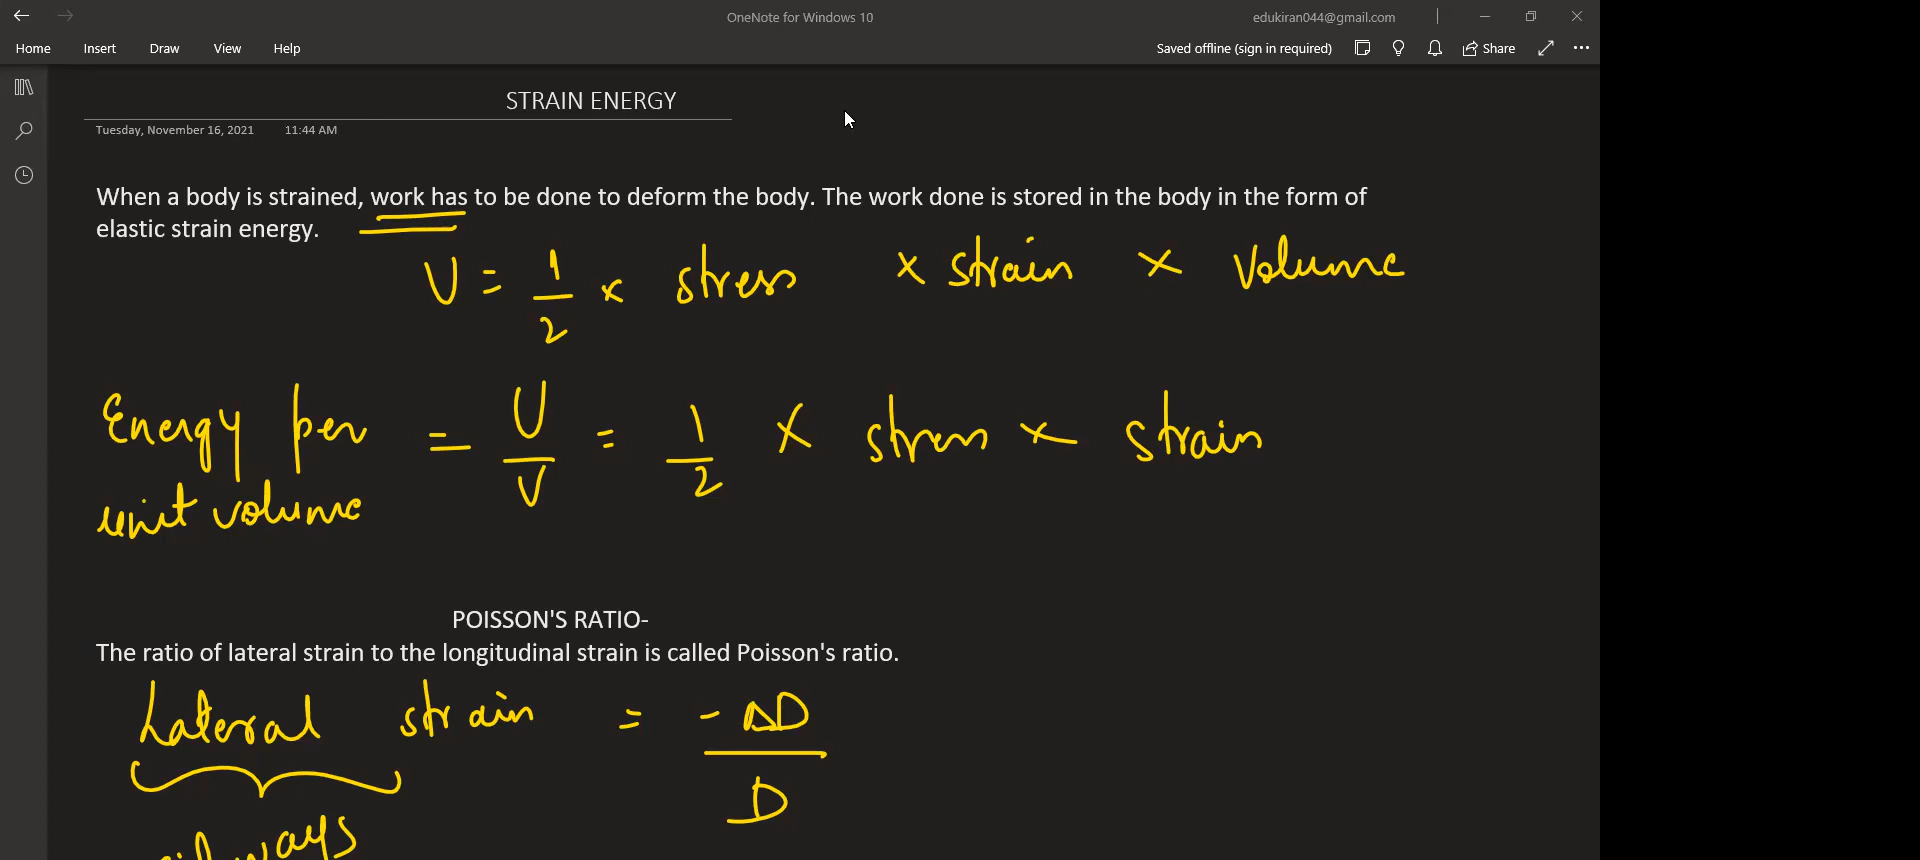 OneNote for Windows 10
edukiran044@gmail.com
Home Insert Draw View Help
Saved offline (sign in required) Share
STRAIN ENERGY
Tuesday, November 16, 2021 11:44 AM
When a body is strained, work has to be done to deform the body. The work done is stored in the body in the form of
elastic strain energy.
U = 1/2 × stress × strain × Volume
Energy per unit volume = U/V = 1/2 × stress × strain
POISSON'S RATIO-
The ratio of lateral strain to the longitudinal strain is called Poisson's ratio.
Lateral strain = -ΔD/D